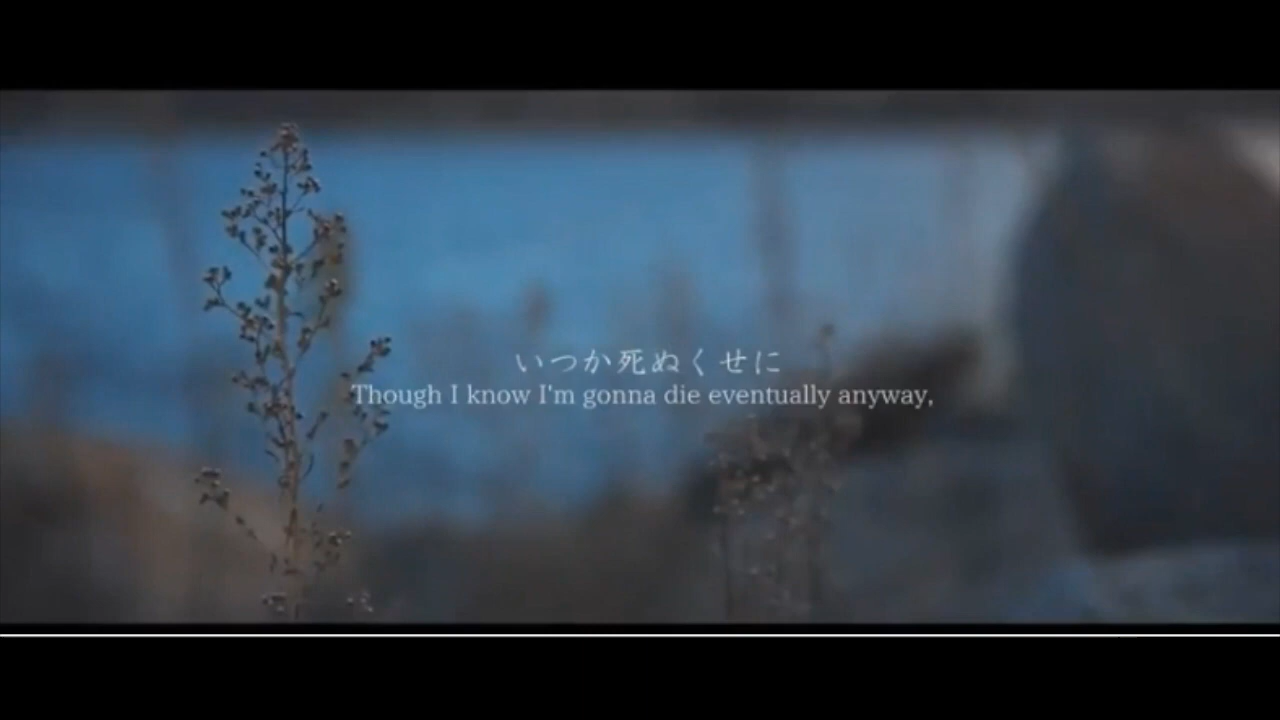 いつか死ぬくせに
Though I know I'm gonna die eventually anyway,